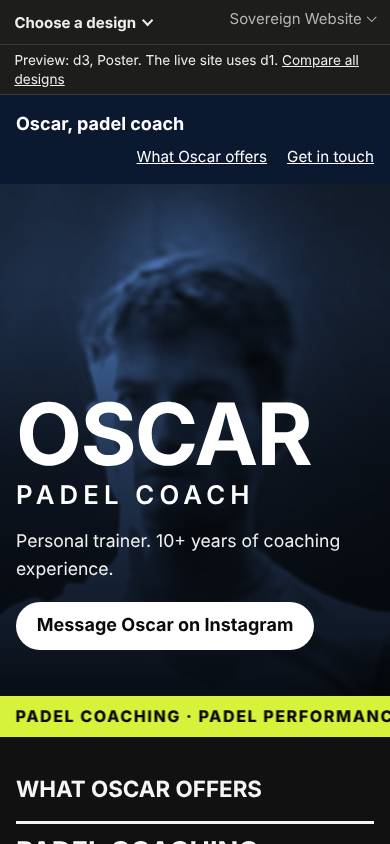 Choose a design
Sovereign Website
Preview: d3, Poster. The live site uses d1. Compare all
designs
Oscar, padel coach
What Oscar offers Get in touch
OSCAR
PADEL COACH
Personal trainer. 10+ years of coaching
experience.
Message Oscar on Instagram
PADEL COACHING · PADEL PERFORMANC
WHAT OSCAR OFFERS
PADEL COACHING